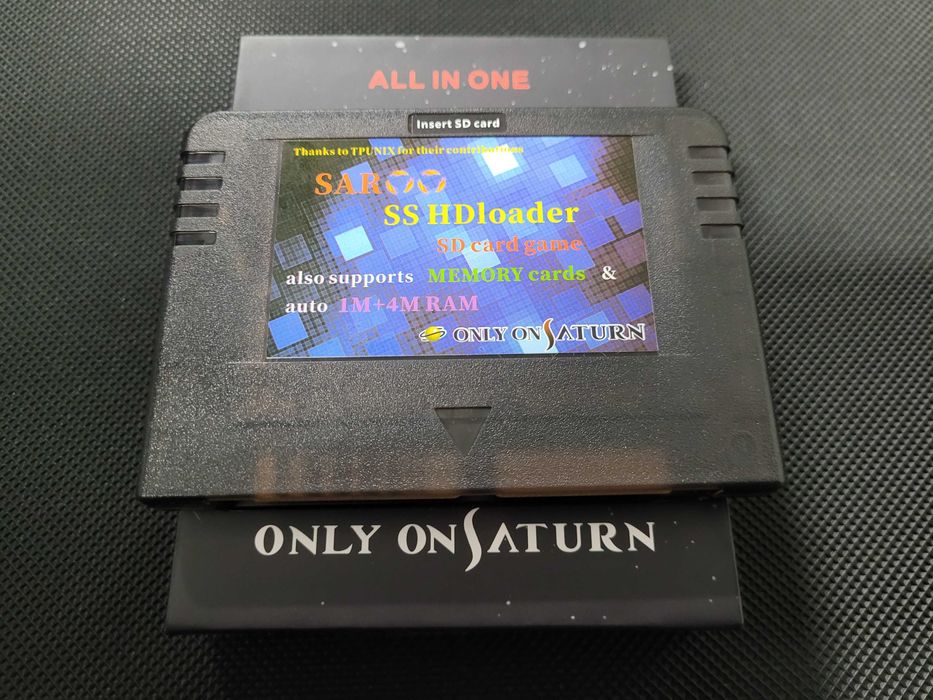 ALL IN ONE
Insert SD card
Thanks to TPUNIX for their contributions
SAROO
SS HDloader
SD card game
also supports MEMORY cards &
auto 1M+4M RAM
ONLY ON SATURN
ONLY ON SATURN